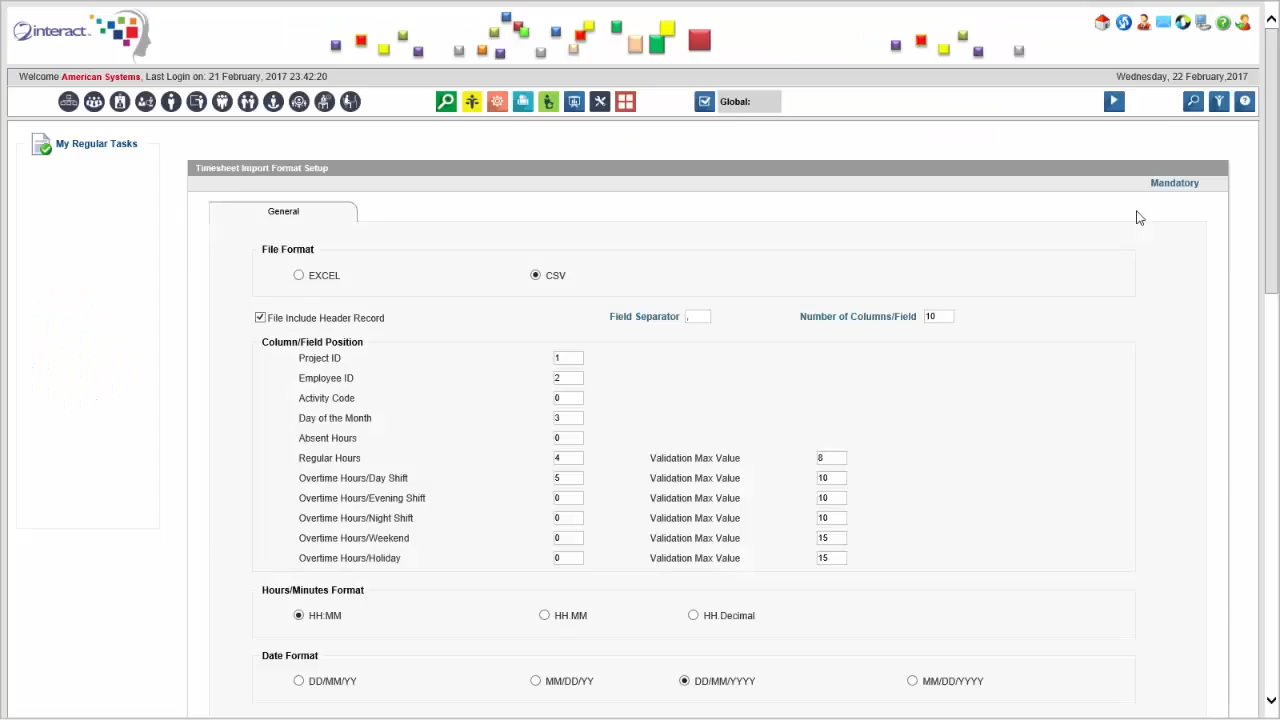 interact
Welcome American Systems, Last Login on: 21 February, 2017 23:42:20
Wednesday, 22 February,2017
Global:
My Regular Tasks
Timesheet Import Format Setup
Mandatory
General
File Format
EXCEL CSV
File Include Header Record Field Separator , Number of Columns/Field 10
Column/Field Position
Project ID 1
Employee ID 2
Activity Code 0
Day of the Month 3
Absent Hours 0
Regular Hours 4 Validation Max Value 8
Overtime Hours/Day Shift 5 Validation Max Value 10
Overtime Hours/Evening Shift 0 Validation Max Value 10
Overtime Hours/Night Shift 0 Validation Max Value 10
Overtime Hours/Weekend 0 Validation Max Value 15
Overtime Hours/Holiday 0 Validation Max Value 15
Hours/Minutes Format
HH:MM HH.MM HH.Decimal
Date Format
DD/MM/YY MM/DD/YY DD/MM/YYYY MM/DD/YYYY